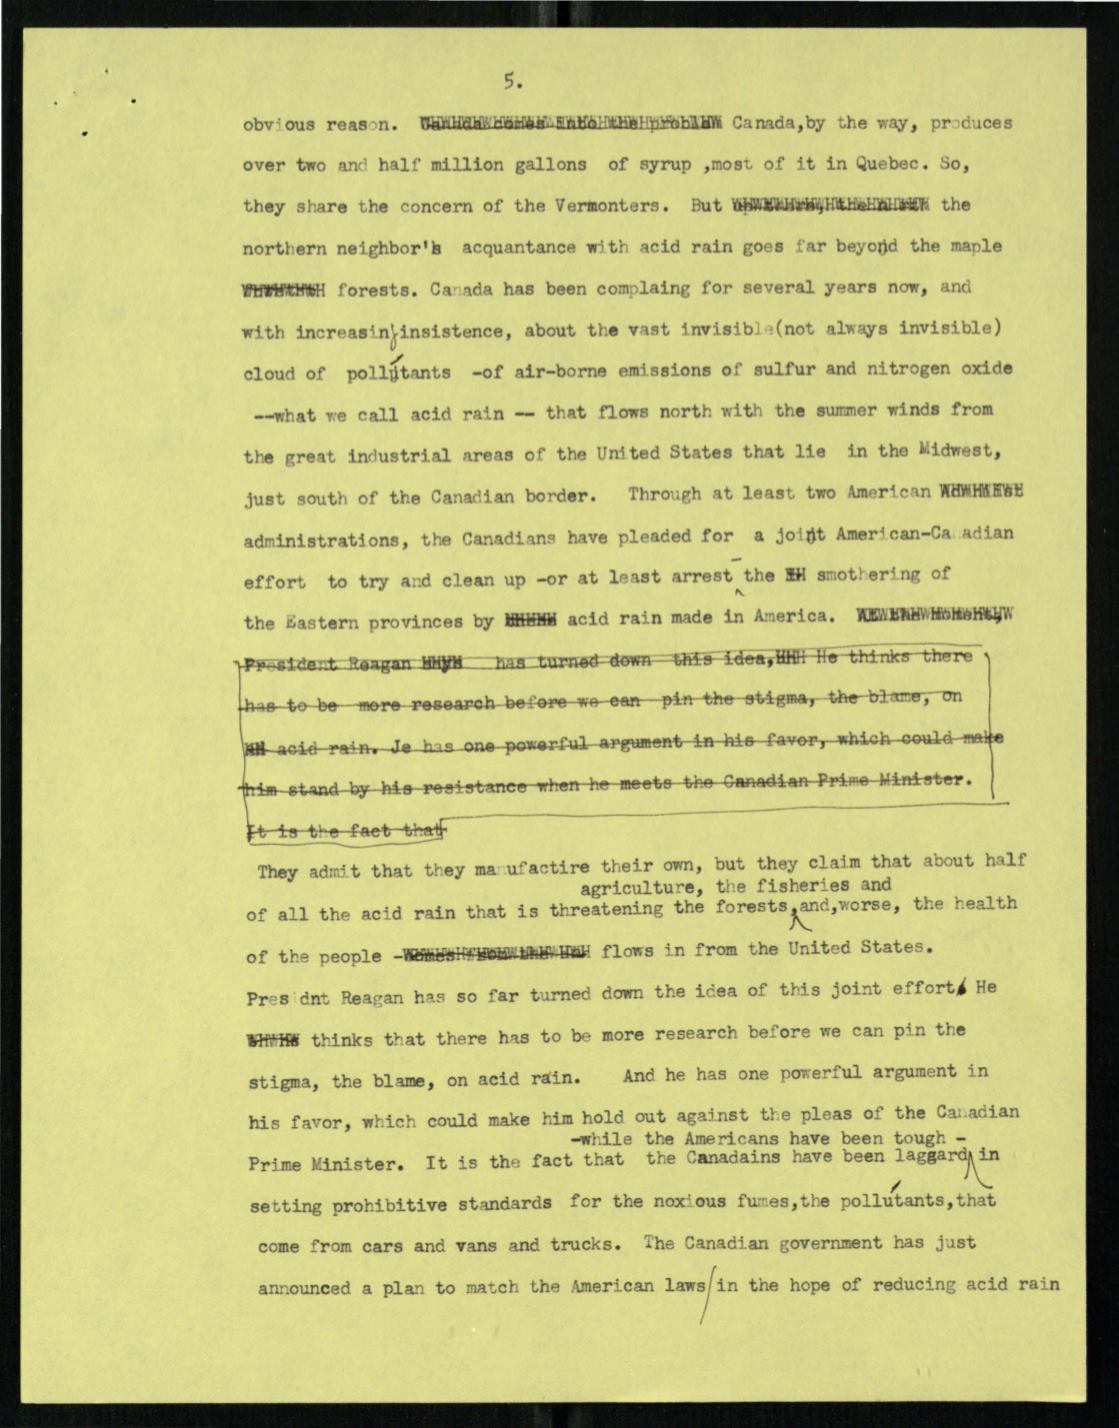 5.
obvious reason. Canada comes into the problem Canada,by the way, produces
over two and half million gallons of syrup ,most of it in Quebec. So,
they share the concern of the Vermonters. But the
northern neighbor's acquantance with acid rain goes far beyond the maple
forests. Canada has been complaing for several years now, and
with increasing insistence, about the vast invisible(not always invisible)
cloud of pollutants -of air-borne emissions of sulfur and nitrogen oxide
--what we call acid rain -- that flows north with the summer winds from
the great industrial areas of the United States that lie in the Midwest,
just south of the Canadian border. Through at least two American
administrations, the Canadians have pleaded for a joint American-Ca adian
effort to try and clean up -or at least arrest - the smothering of
the Eastern provinces by acid rain made in America.
President Reagan has turned down this idea, He thinks there
has to be more research before we can pin the stigma, the blame, on
acid rain. Je has one powerful argument in his favor, which could make
him stand by his resistance when he meets the Canadian Prime Minister.
It is the fact that
They admit that they manufactire their own, but they claim that about half
agriculture, the fisheries and
of all the acid rain that is threatening the forests,and,worse, the health
of the people - flows in from the United States.
Presidnt Reagan has so far turned down the idea of this joint effort. He
thinks that there has to be more research before we can pin the
stigma, the blame, on acid rain. And he has one powerful argument in
his favor, which could make him hold out against the pleas of the Canadian
-while the Americans have been tough -
Prime Minister. It is the fact that the Canadains have been laggard in
setting prohibitive standards for the noxious fumes,the pollutants,that
come from cars and vans and trucks. The Canadian government has just
announced a plan to match the American laws/in the hope of reducing acid rain